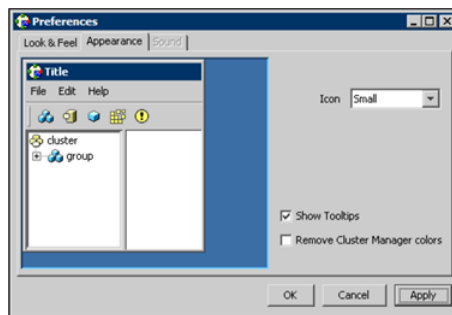 Preferences
Look & Feel Appearance Sound
Title
File Edit Help
cluster
group
Icon Small
Show Tooltips
Remove Cluster Manager colors
OK Cancel Apply